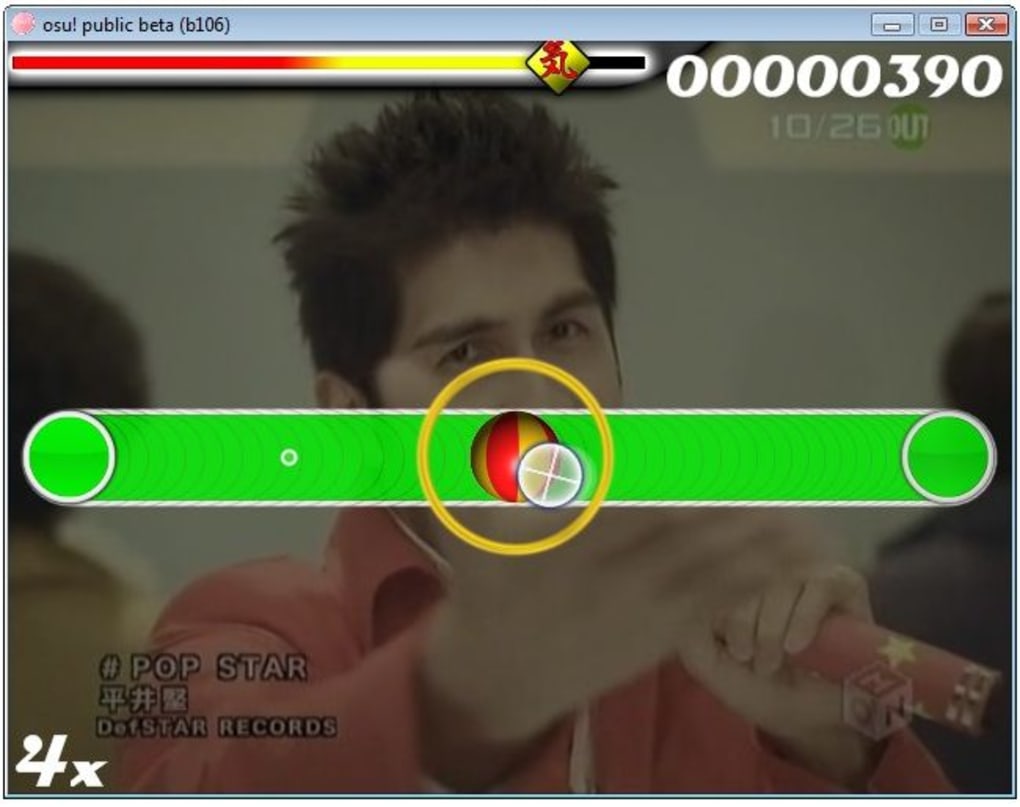 osu! public beta (b106)
気
00000390
10/26 OUT
# POP STAR
平井堅
DefSTAR RECORDS
4x